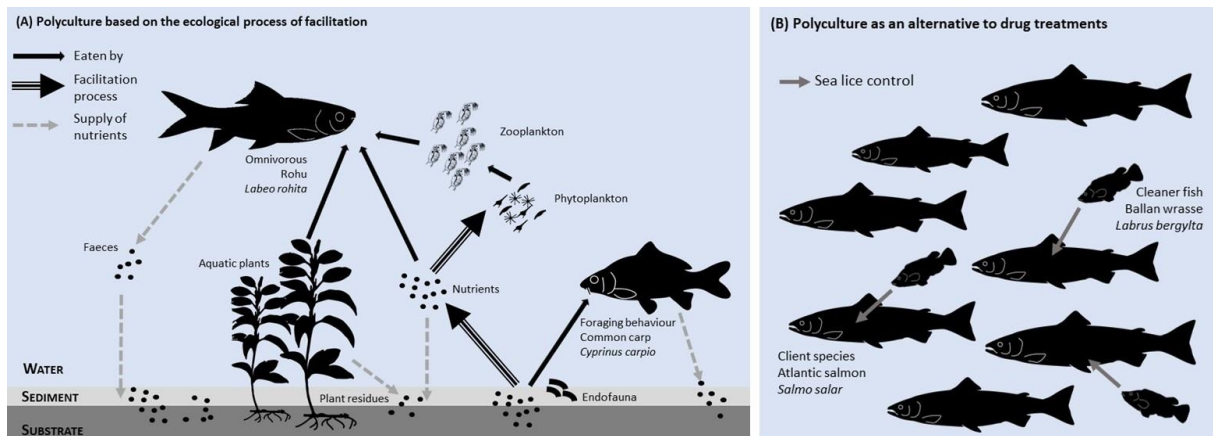 (A) Polyculture based on the ecological process of facilitation
Eaten by
Facilitation
process
Supply of
nutrients
Zooplankton
Omnivorous
Rohu
Labeo rohita
Phytoplankton
Faeces
Aquatic plants
Nutrients
Foraging behaviour
Common carp
Cyprinus carpio
WATER
SEDIMENT
Plant residues
Endofauna
SUBSTRATE
(B) Polyculture as an alternative to drug treatments
Sea lice control
Cleaner fish
Ballan wrasse
Labrus bergylta
Client species
Atlantic salmon
Salmo salar